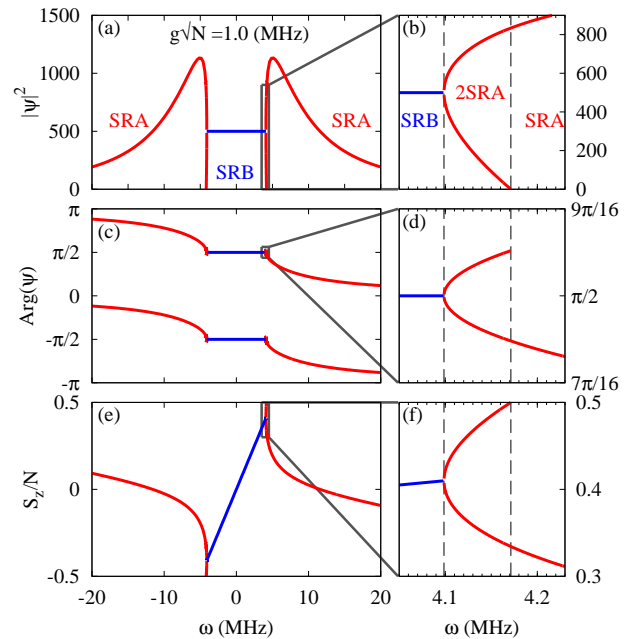 (a) g√N =1.0 (MHz)
(b)
1500
1000
500
0
|ψ|²
SRA
SRB
SRA
SRB
2SRA
SRA
800
600
400
200
0
(c)
(d)
π
π/2
0
-π/2
-π
Arg(ψ)
9π/16
π/2
7π/16
(e)
(f)
0.5
0
-0.5
S_z/N
0.5
0.4
0.3
-20 -10 0 10 20
4.1 4.2
ω (MHz)
ω (MHz)